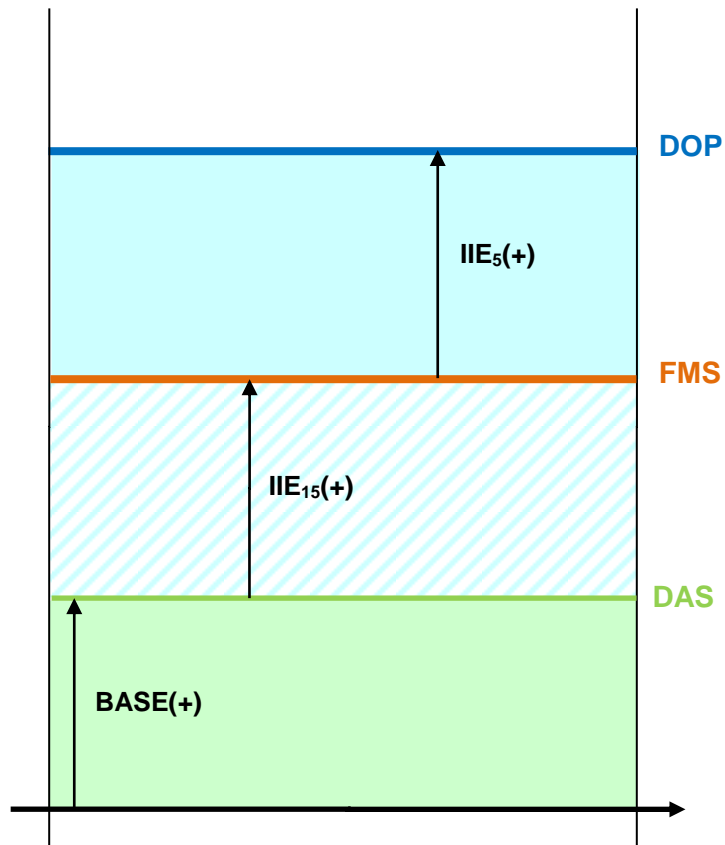 DOP
IIE₅(+)
FMS
IIE₁₅(+)
DAS
BASE(+)